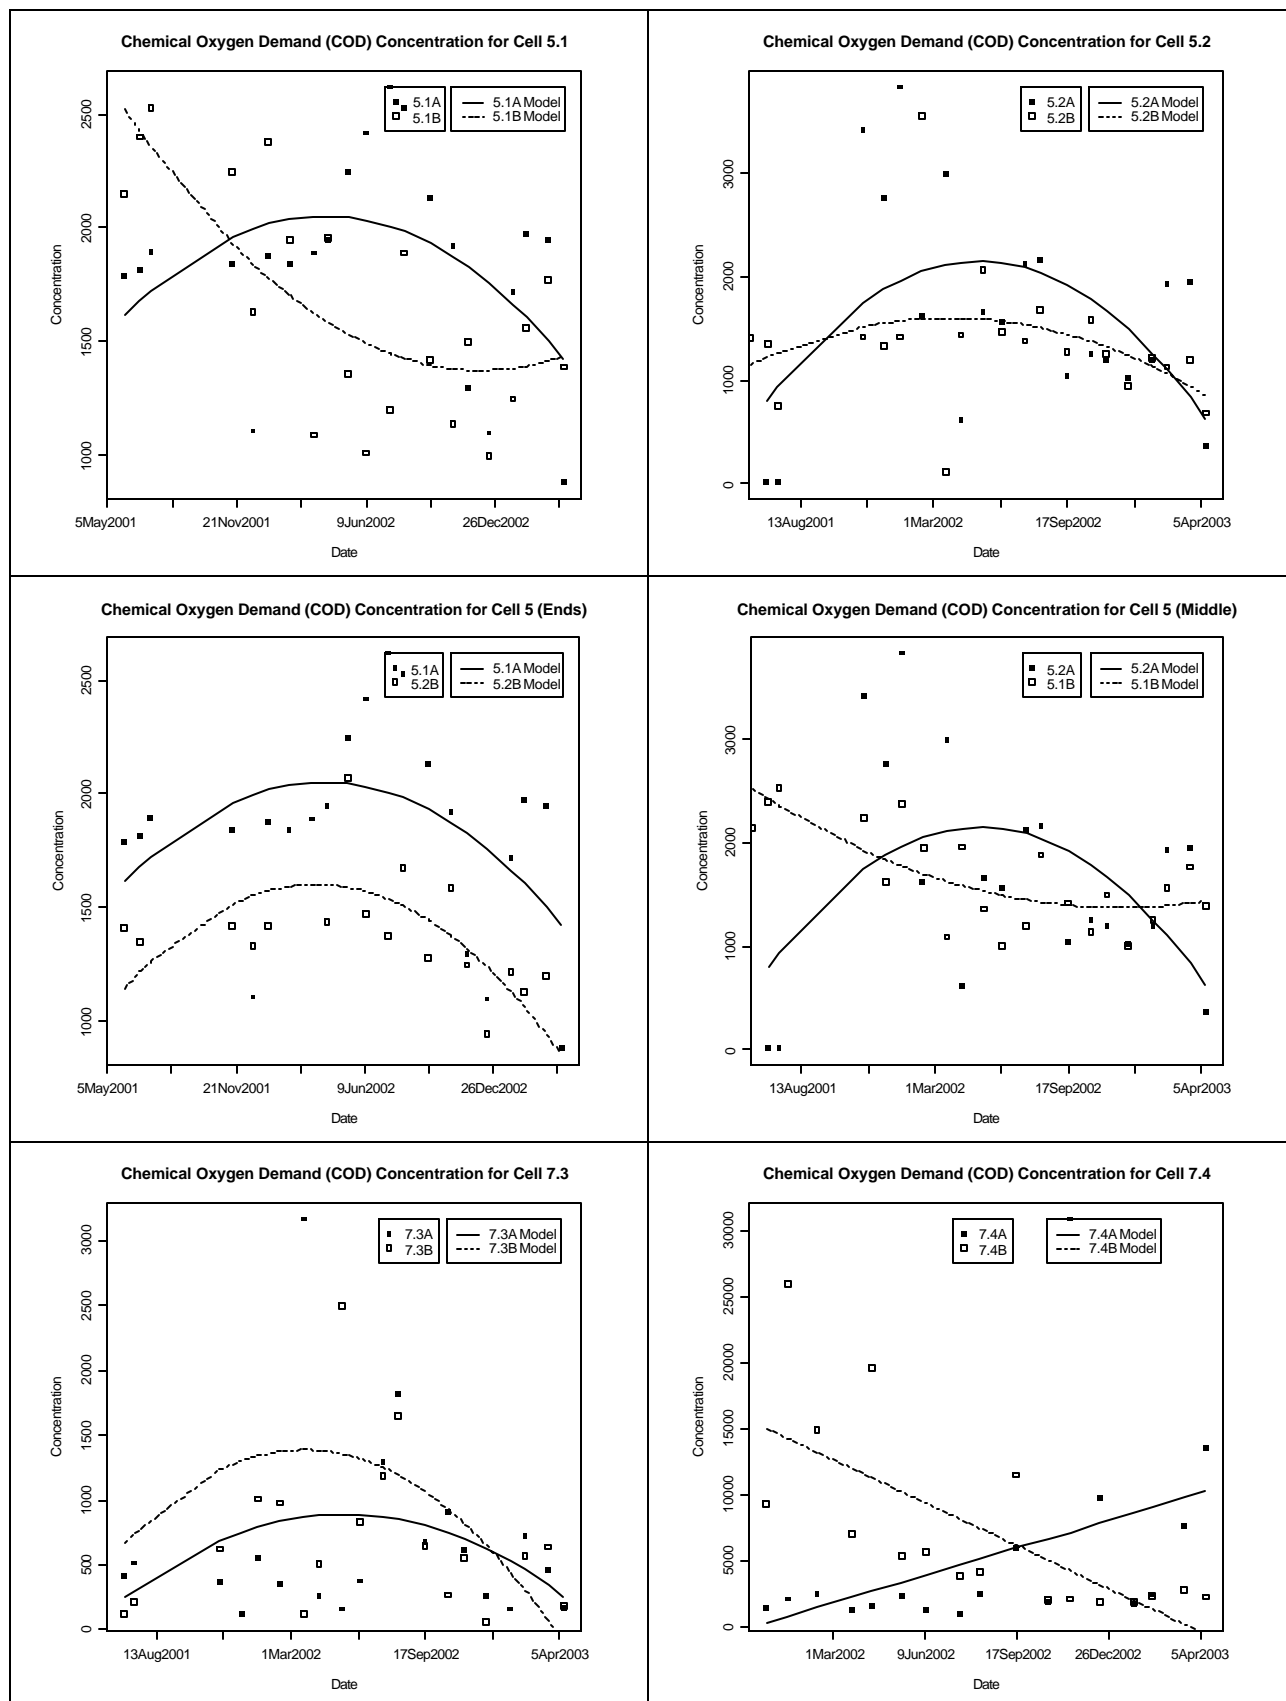 Chemical Oxygen Demand (COD) Concentration for Cell 5.1
5.1A
5.1B
5.1A Model
5.1B Model
Concentration
2500
2000
1500
1000
5May2001 21Nov2001 9Jun2002 26Dec2002
Date
Chemical Oxygen Demand (COD) Concentration for Cell 5.2
5.2A
5.2B
5.2A Model
5.2B Model
Concentration
3000
2000
1000
0
13Aug2001 1Mar2002 17Sep2002 5Apr2003
Date
Chemical Oxygen Demand (COD) Concentration for Cell 5 (Ends)
5.1A
5.2B
5.1A Model
5.2B Model
Concentration
2500
2000
1500
1000
5May2001 21Nov2001 9Jun2002 26Dec2002
Date
Chemical Oxygen Demand (COD) Concentration for Cell 5 (Middle)
5.2A
5.1B
5.2A Model
5.1B Model
Concentration
3000
2000
1000
0
13Aug2001 1Mar2002 17Sep2002 5Apr2003
Date
Chemical Oxygen Demand (COD) Concentration for Cell 7.3
7.3A
7.3B
7.3A Model
7.3B Model
Concentration
3000
2500
2000
1500
1000
500
0
13Aug2001 1Mar2002 17Sep2002 5Apr2003
Date
Chemical Oxygen Demand (COD) Concentration for Cell 7.4
7.4A
7.4B
7.4A Model
7.4B Model
Concentration
30000
25000
20000
15000
10000
5000
0
1Mar2002 9Jun2002 17Sep2002 26Dec2002 5Apr2003
Date